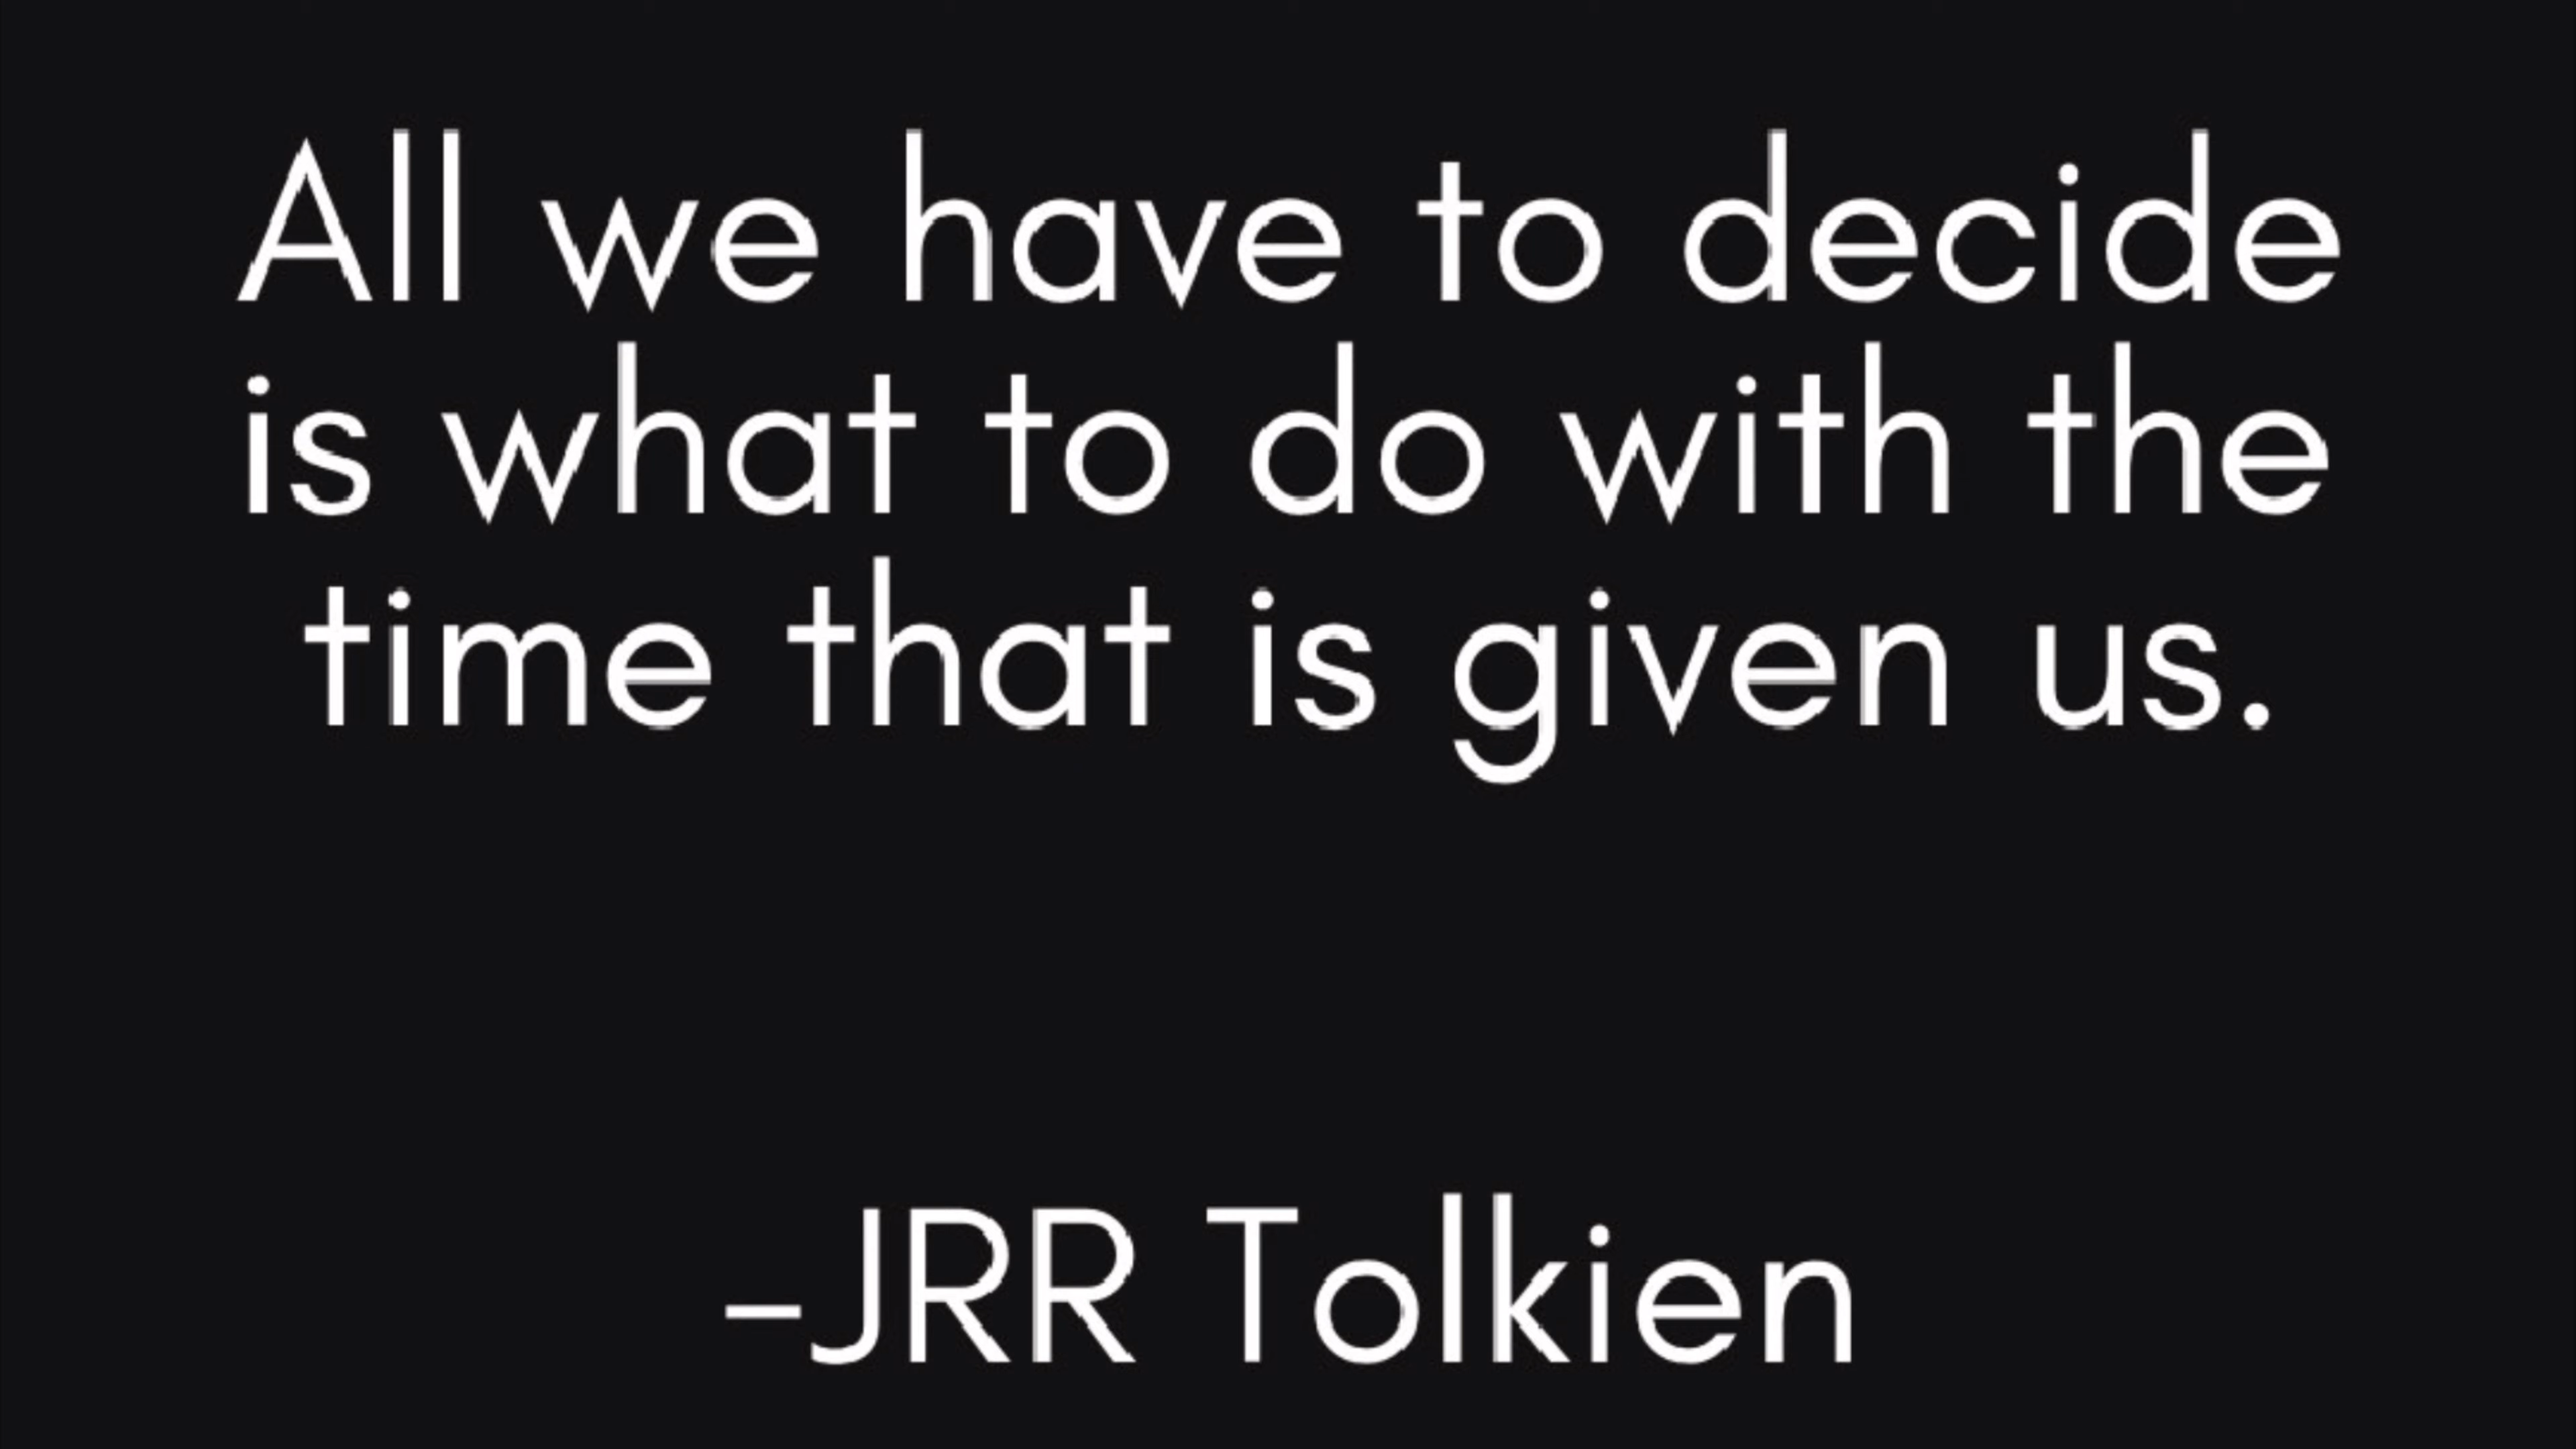 All we have to decide
is what to do with the
time that is given us.
–JRR Tolkien